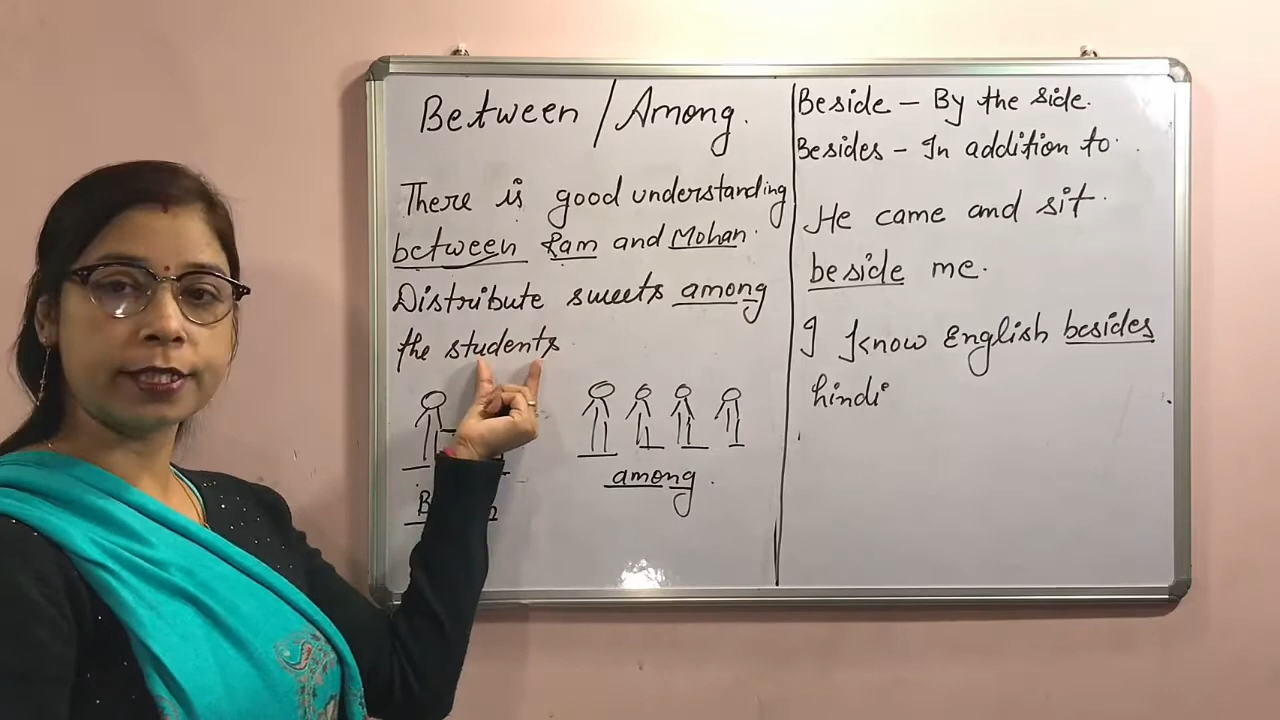 Between / Among.
There is good understanding
between Ram and Mohan.
Distribute sweets among
the students
among.
Beside - By the side.
Besides - In addition to.
He came and sit.
beside me.
I know English besides
hindi